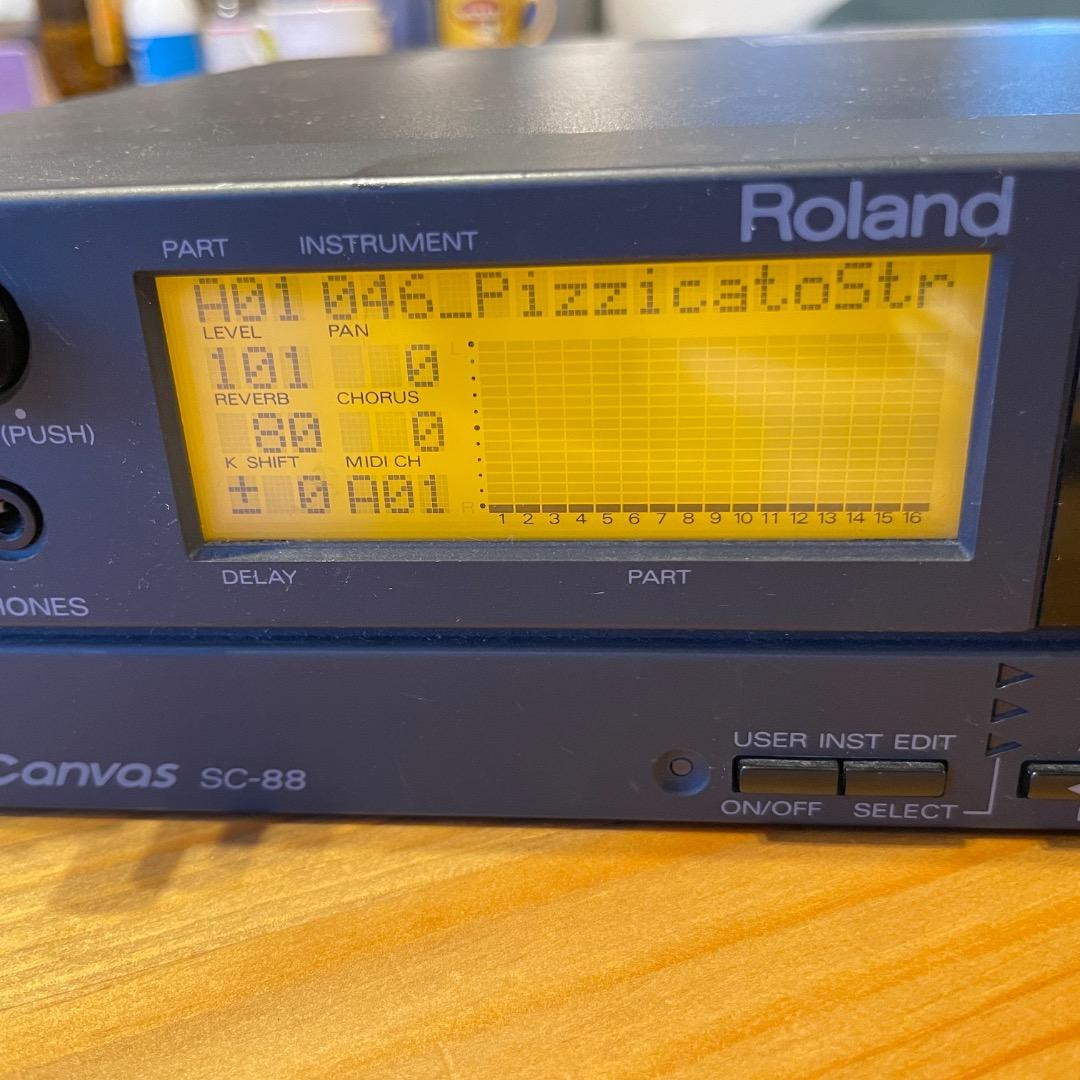 Roland
PART INSTRUMENT
A01 046_PizzicatoStr
LEVEL PAN
101 0
REVERB CHORUS
80 0
K SHIFT MIDI CH
± 0 A01
L
R
1 2 3 4 5 6 7 8 9 10 11 12 13 14 15 16
DELAY PART
(PUSH)
HONES
Canvas SC-88
USER INST EDIT
ON/OFF SELECT